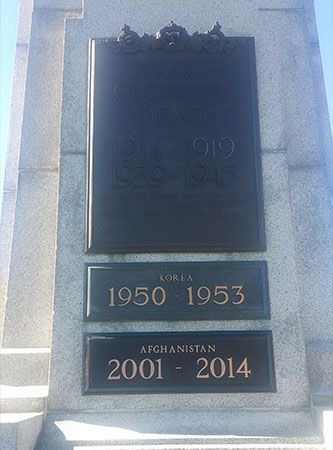 TO OUR
GLORIOUS
DEAD
1914 - 1919
1939 - 1945
KOREA
1950 - 1953
AFGHANISTAN
2001 - 2014